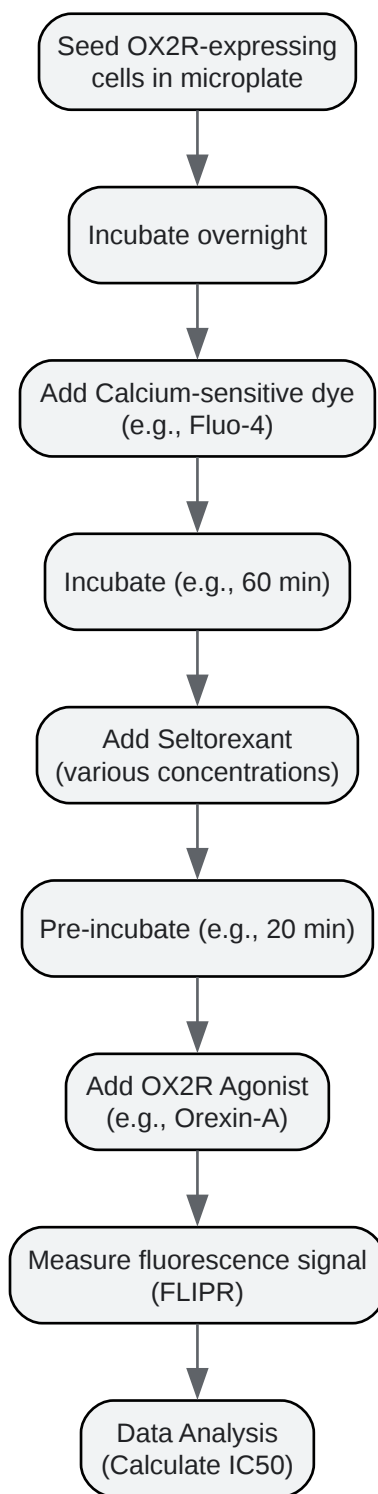 Seed OX2R-expressing
cells in microplate
Incubate overnight
Add Calcium-sensitive dye
(e.g., Fluo-4)
Incubate (e.g., 60 min)
Add Seltorexant
(various concentrations)
Pre-incubate (e.g., 20 min)
Add OX2R Agonist
(e.g., Orexin-A)
Measure fluorescence signal
(FLIPR)
Data Analysis
(Calculate IC50)